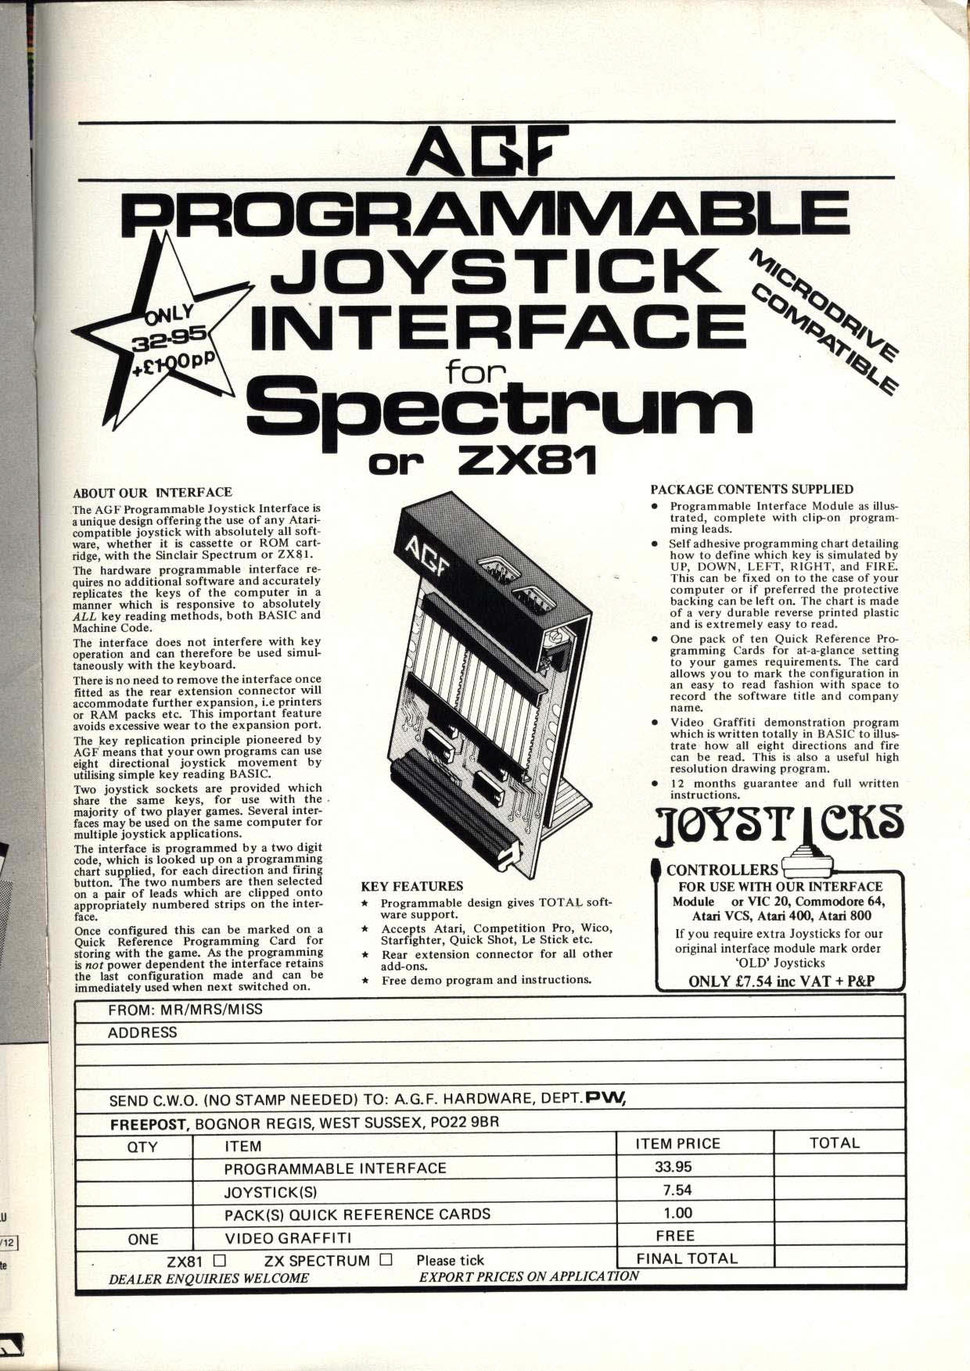 AGF
PROGRAMMABLE
JOYSTICK
INTERFACE
for
Spectrum
or ZX81
ONLY
32·95
+£1·00pp
MICRODRIVE
COMPATIBLE
ABOUT OUR INTERFACE
The AGF Programmable Joystick Interface is
a unique design offering the use of any Atari-
compatible joystick with absolutely all soft-
ware, whether it is cassette or ROM cart-
ridge, with the Sinclair Spectrum or ZX81.
The hardware programmable interface re-
quires no additional software and accurately
replicates the keys of the computer in a
manner which is responsive to absolutely
ALL key reading methods, both BASIC and
Machine Code.
The interface does not interfere with key
operation and can therefore be used simul-
taneously with the keyboard.
There is no need to remove the interface once
fitted as the rear extension connector will
accommodate further expansion, i.e printers
or RAM packs etc. This important feature
avoids excessive wear to the expansion port.
The key replication principle pioneered by
AGF means that your own programs can use
eight directional joystick movement by
utilising simple key reading BASIC.
Two joystick sockets are provided which
share the same keys, for use with the
majority of two player games. Several inter-
faces may be used on the same computer for
multiple joystick applications.
The interface is programmed by a two digit
code, which is looked up on a programming
chart supplied, for each direction and firing
button. The two numbers are then selected
on a pair of leads which are clipped onto
appropriately numbered strips on the inter-
face.
Once configured this can be marked on a
Quick Reference Programming Card for
storing with the game. As the programming
is not power dependent the interface retains
the last configuration made and can be
immediately used when next switched on.
AGF
KEY FEATURES
★ Programmable design gives TOTAL soft-
ware support.
★ Accepts Atari, Competition Pro, Wico,
Starfighter, Quick Shot, Le Stick etc.
★ Rear extension connector for all other
add-ons.
★ Free demo program and instructions.
PACKAGE CONTENTS SUPPLIED
● Programmable Interface Module as illus-
trated, complete with clip-on program-
ming leads.
● Self adhesive programming chart detailing
how to define which key is simulated by
UP, DOWN, LEFT, RIGHT, and FIRE.
This can be fixed on to the case of your
computer or if preferred the protective
backing can be left on. The chart is made
of a very durable reverse printed plastic
and is extremely easy to read.
● One pack of ten Quick Reference Pro-
gramming Cards for at-a-glance setting
to your games requirements. The card
allows you to mark the configuration in
an easy to read fashion with space to
record the software title and company
name.
● Video Graffiti demonstration program
which is written totally in BASIC to illus-
trate how all eight directions and fire
can be read. This is also a useful high
resolution drawing program.
● 12 months guarantee and full written
instructions.
JOYSTICKS
CONTROLLERS
FOR USE WITH OUR INTERFACE
Module or VIC 20, Commodore 64,
Atari VCS, Atari 400, Atari 800
If you require extra Joysticks for our
original interface module mark order
'OLD' Joysticks
ONLY £7.54 inc VAT + P&P
FROM: MR/MRS/MISS
ADDRESS
SEND C.W.O. (NO STAMP NEEDED) TO: A.G.F. HARDWARE, DEPT. PW,
FREEPOST, BOGNOR REGIS, WEST SUSSEX, PO22 9BR
QTY ITEM ITEM PRICE TOTAL
PROGRAMMABLE INTERFACE 33.95
JOYSTICK(S) 7.54
PACK(S) QUICK REFERENCE CARDS 1.00
ONE VIDEO GRAFFITI FREE
ZX81 □ ZX SPECTRUM □ Please tick FINAL TOTAL
DEALER ENQUIRIES WELCOME EXPORT PRICES ON APPLICATION
/12
te